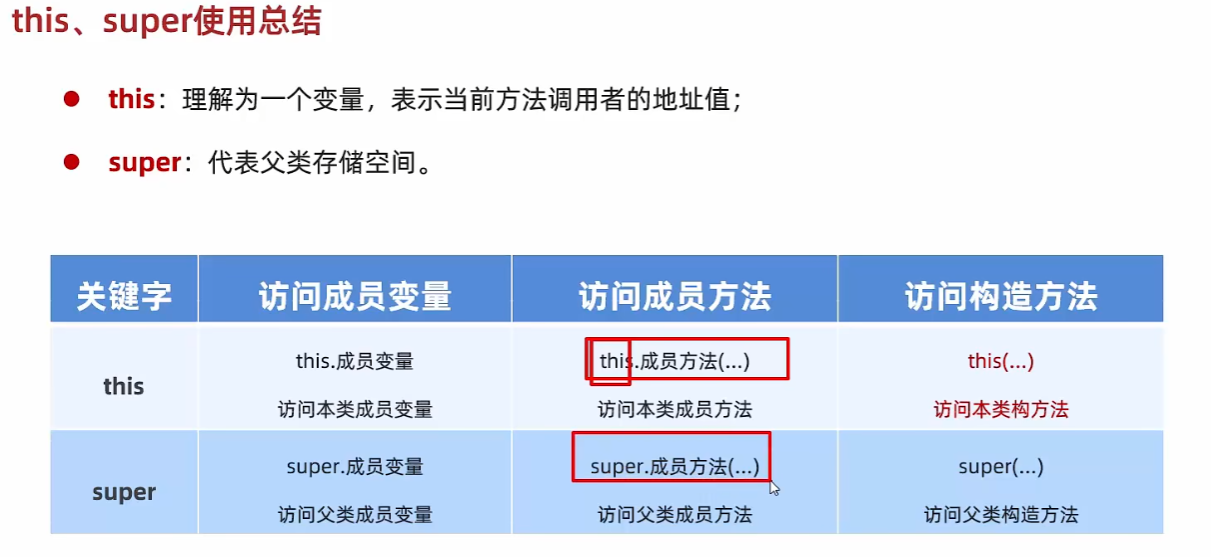 this、super使用总结
this：理解为一个变量，表示当前方法调用者的地址值；
super：代表父类存储空间。
关键字 访问成员变量 访问成员方法 访问构造方法
this.成员变量 this.成员方法(...) this(...)
this
访问本类成员变量 访问本类成员方法 访问本类构方法
super.成员变量 super.成员方法(...) super(...)
super
访问父类成员变量 访问父类成员方法 访问父类构造方法